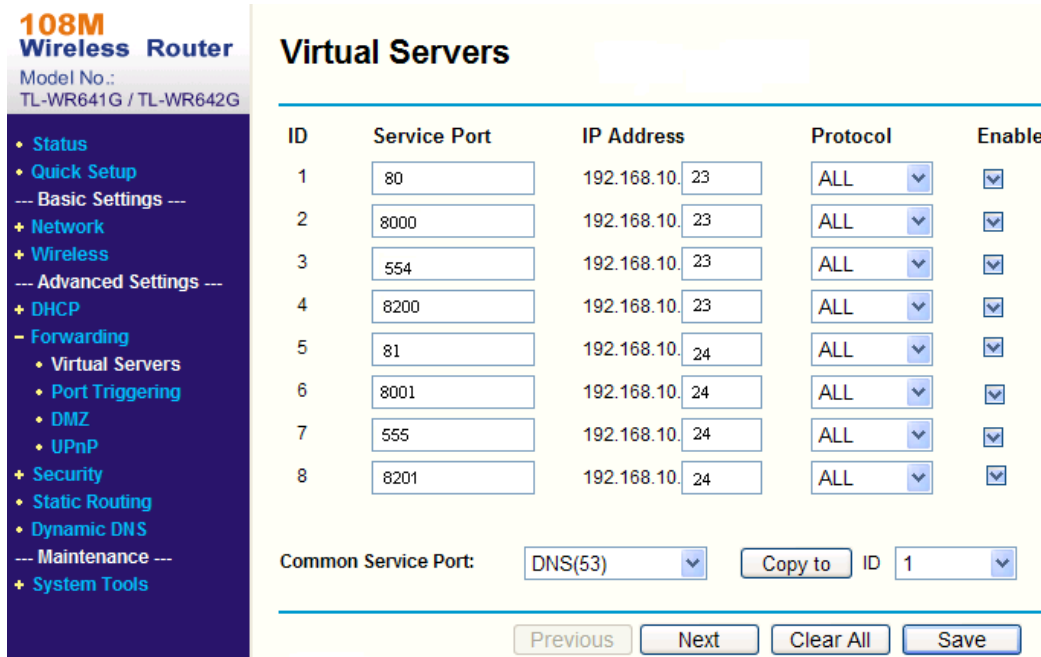 108M
Wireless Router
Model No.:
TL-WR641G / TL-WR642G
• Status
• Quick Setup
--- Basic Settings ---
+ Network
+ Wireless
--- Advanced Settings ---
+ DHCP
− Forwarding
• Virtual Servers
• Port Triggering
• DMZ
• UPnP
+ Security
• Static Routing
• Dynamic DNS
--- Maintenance ---
+ System Tools
Virtual Servers
ID Service Port IP Address Protocol Enable
1 80 192.168.10. 23 ALL
2 8000 192.168.10. 23 ALL
3 554 192.168.10. 23 ALL
4 8200 192.168.10. 23 ALL
5 81 192.168.10. 24 ALL
6 8001 192.168.10. 24 ALL
7 555 192.168.10. 24 ALL
8 8201 192.168.10. 24 ALL
Common Service Port: DNS(53) Copy to ID 1
Previous Next Clear All Save